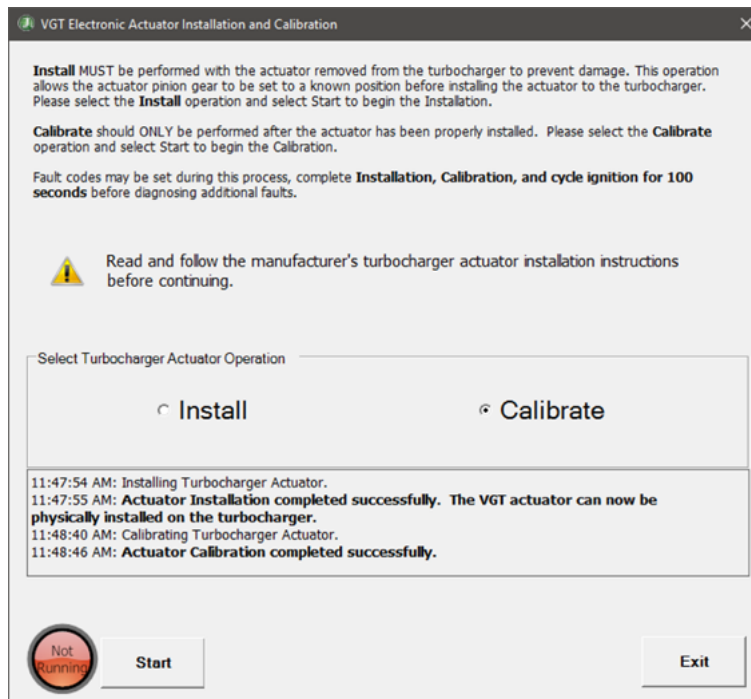 VGT Electronic Actuator Installation and Calibration
Install MUST be performed with the actuator removed from the turbocharger to prevent damage. This operation
allows the actuator pinion gear to be set to a known position before installing the actuator to the turbocharger.
Please select the Install operation and select Start to begin the Installation.
Calibrate should ONLY be performed after the actuator has been properly installed.  Please select the Calibrate
operation and select Start to begin the Calibration.
Fault codes may be set during this process, complete Installation, Calibration, and cycle ignition for 100
seconds before diagnosing additional faults.
Read and follow the manufacturer's turbocharger actuator installation instructions
before continuing.
Select Turbocharger Actuator Operation
Install
Calibrate
11:47:54 AM: Installing Turbocharger Actuator.
11:47:55 AM: Actuator Installation completed successfully.  The VGT actuator can now be
physically installed on the turbocharger.
11:48:40 AM: Calibrating Turbocharger Actuator.
11:48:46 AM: Actuator Calibration completed successfully.
Not
Running
Start
Exit